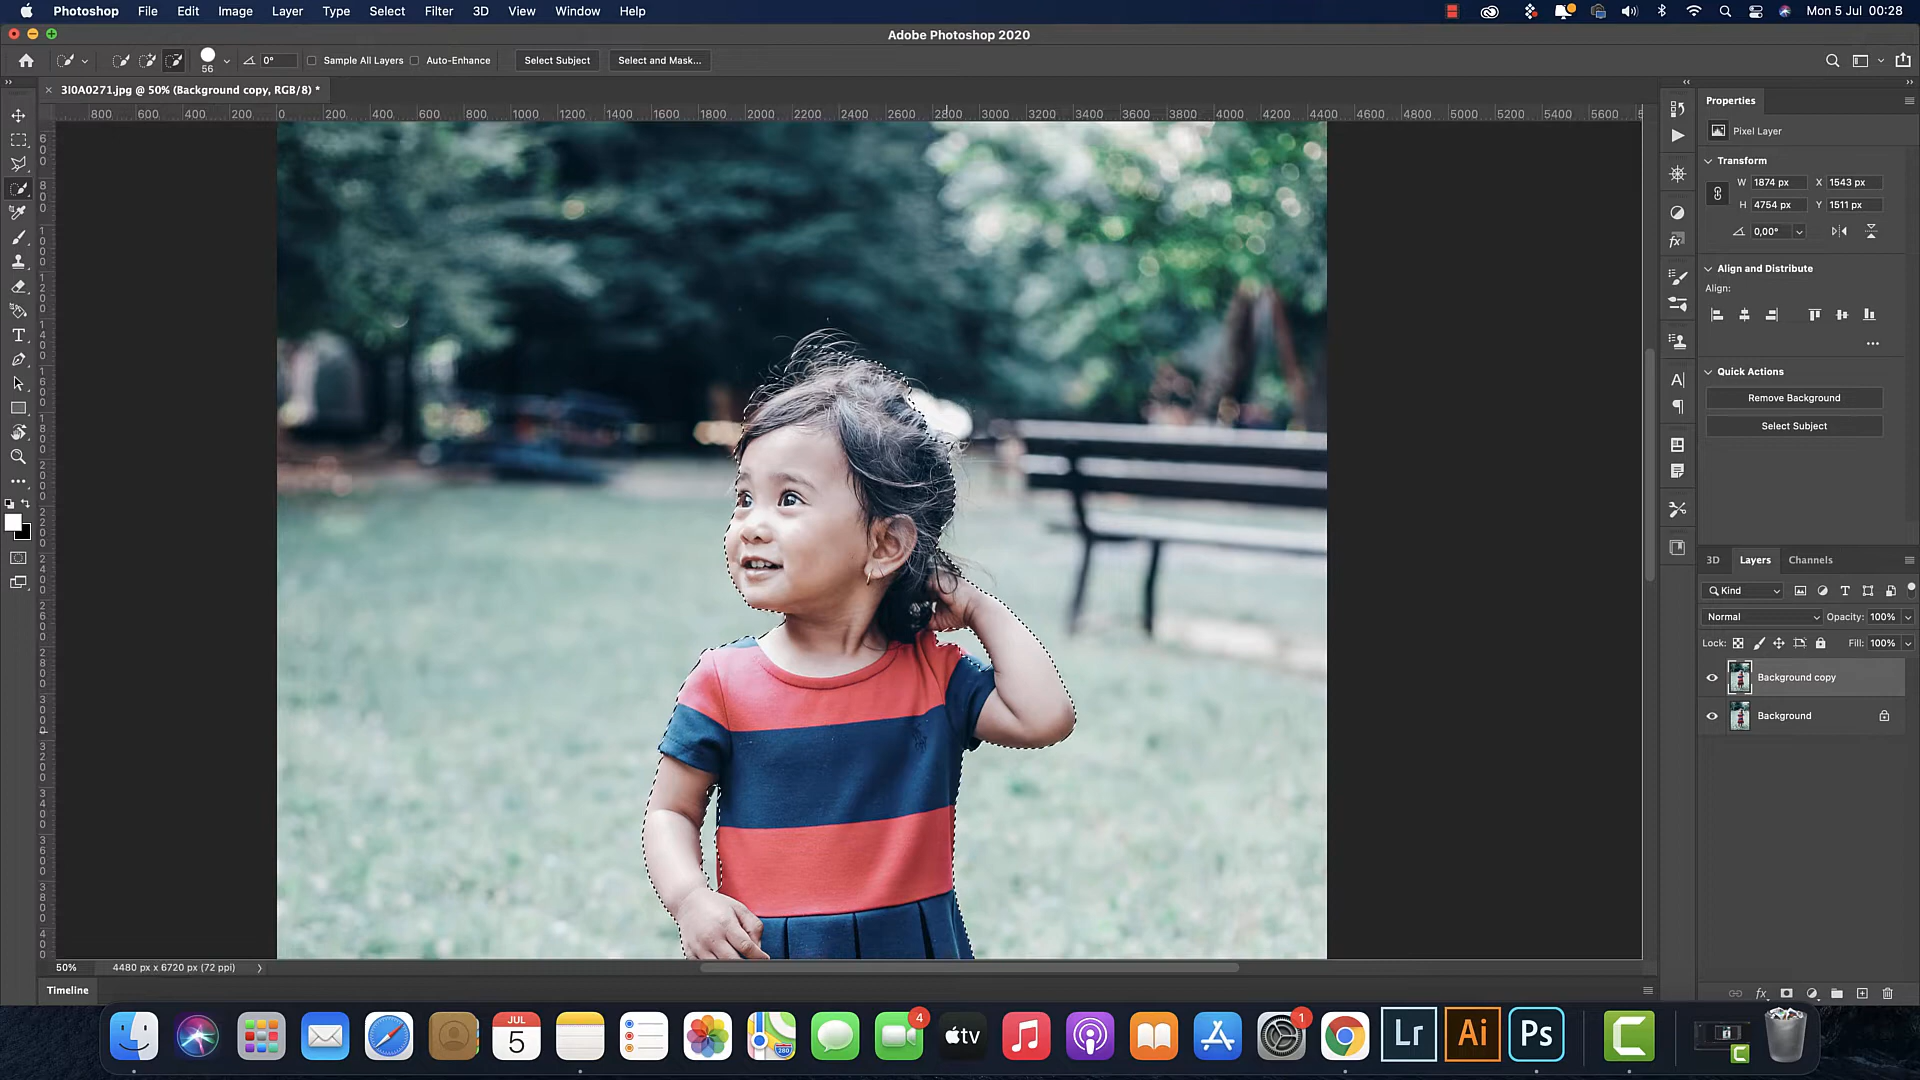 Photoshop File Edit Image Layer Type Select Filter 3D View Window Help Mon 5 Jul 00:28
Adobe Photoshop 2020
56 0° Sample All Layers Auto-Enhance Select Subject Select and Mask...
3I0A0271.jpg @ 50% (Background copy, RGB/8) *
800 600 400 200 0 200 400 600 800 1000 1200 1400 1600 1800 2000 2200 2400 2600 2800 3000 3200 3400 3600 3800 4000 4200 4400 4600 4800 5000 5200 5400 5600
Properties
Pixel Layer
Transform
W 1874 px X 1543 px
H 4754 px Y 1511 px
0,00°
Align and Distribute
Align:
Quick Actions
Remove Background
Select Subject
3D Layers Channels
Kind
Normal Opacity: 100%
Lock: Fill: 100%
Background copy
Background
50% 4480 px x 6720 px (72 ppi)
Timeline
JUL
5
4
tv
1
280
Lr
Ai
Ps